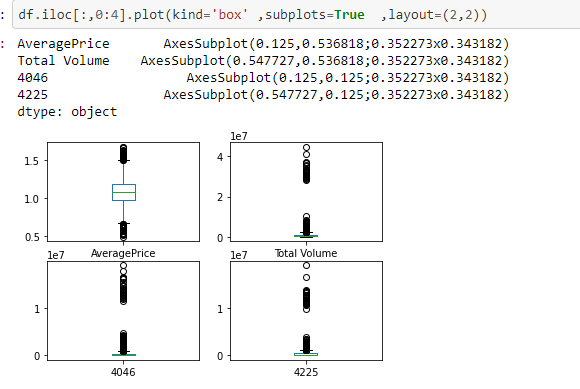 : df.iloc[:,0:4].plot(kind='box' ,subplots=True  ,layout=(2,2))
: AveragePrice       AxesSubplot(0.125,0.536818;0.352273x0.343182)
Total Volume    AxesSubplot(0.547727,0.536818;0.352273x0.343182)
4046                  AxesSubplot(0.125,0.125;0.352273x0.343182)
4225               AxesSubplot(0.547727,0.125;0.352273x0.343182)
dtype: object
1e7
1.5
1.0
0.5
4
2
0
AveragePrice
Total Volume
1e7
1e7
1
0
1
0
4046
4225